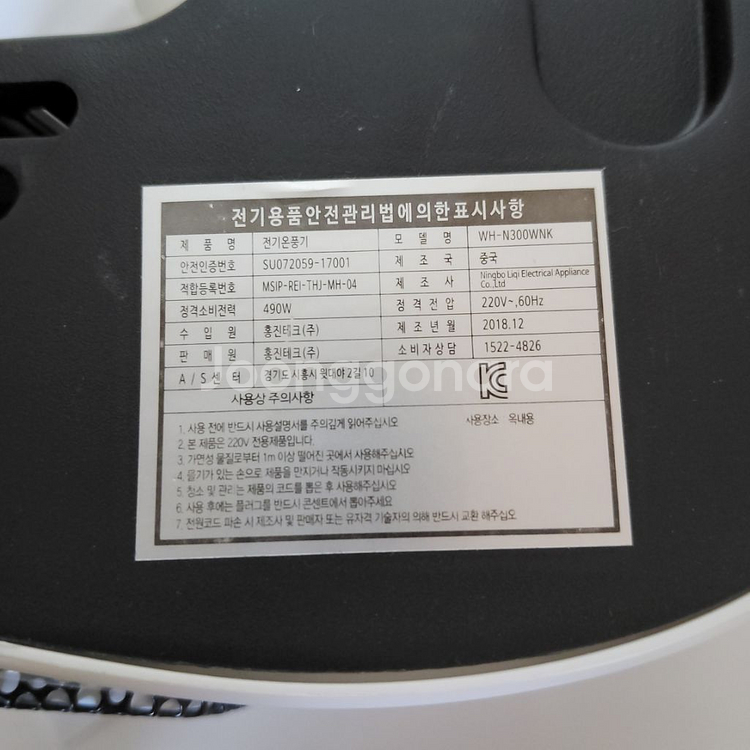 전기용품안전관리법에의한표시사항
제 품 명 전기온풍기 모 델 명 WH-N300WNK
안전인증번호 SU072059-17001 제 조 국 중국
적합등록번호 MSIP-REI-THJ-MH-04 제 조 사 Ningbo Liqi Electrical Appliance Co.,Ltd
정격소비전력 490W 정 격 전 압 220V~,60Hz
수 입 원 홍진테크(주) 제 조 년 월 2018.12
판 매 원 홍진테크(주) 소 비 자 상 담 1522-4826
A / S 센 터 경기도 시흥시 윗대야 2길 10
사용상 주의사항
1. 사용 전에 반드시 사용설명서를 주의깊게 읽어주십시오 사용장소 옥내용
2. 본 제품은 220V 전용제품입니다.
3. 가연성 물질로부터 1m 이상 떨어진 곳에서 사용해주십시오
4. 물기가 있는 손으로 제품을 만지거나 작동시키지 마십시오
5. 청소 및 관리는 제품의 코드를 뽑은 후 사용해주십시오
6. 사용 후에는 플러그를 반드시 콘센트에서 뽑아주세요
7. 전원코드 파손 시 제조사 및 판매자 또는 유자격 기술자의 의해 반드시 교환 해주십오
joonggonara